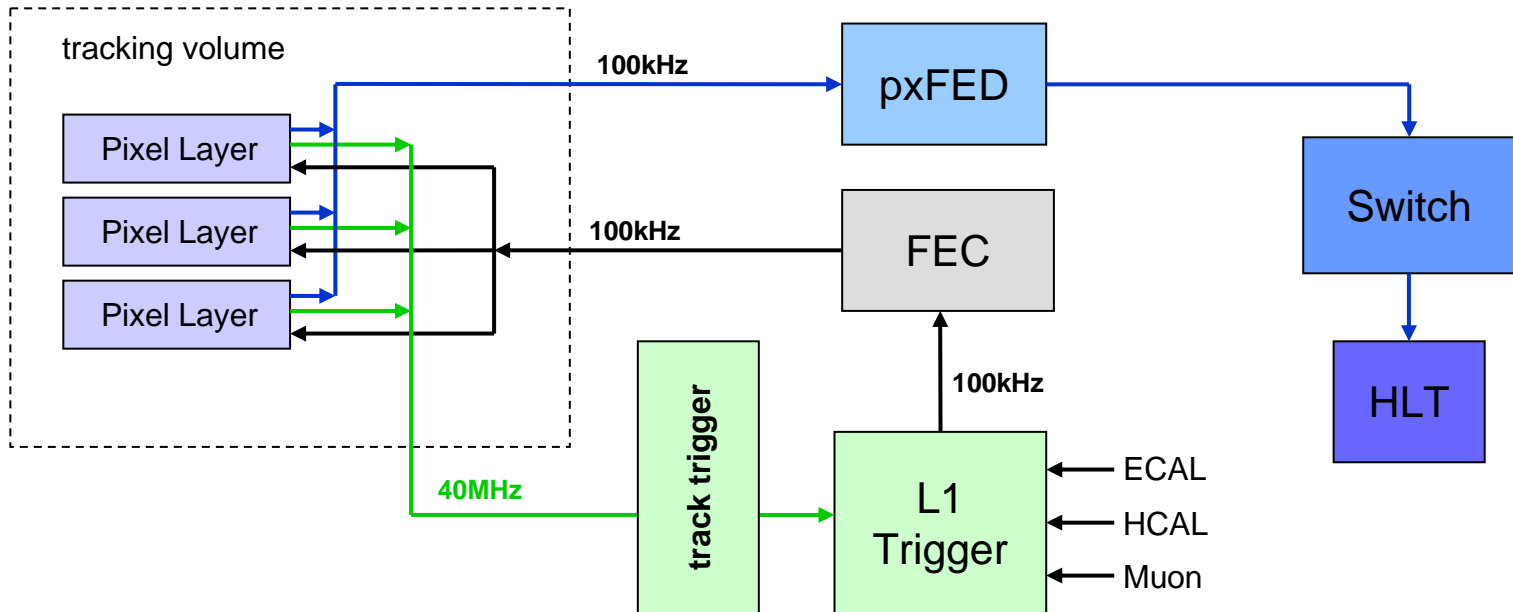 tracking volume
100kHz
pxFED
Pixel Layer
Pixel Layer
Pixel Layer
Switch
100kHz
FEC
100kHz
HLT
track trigger
40MHz
L1
Trigger
ECAL
HCAL
Muon